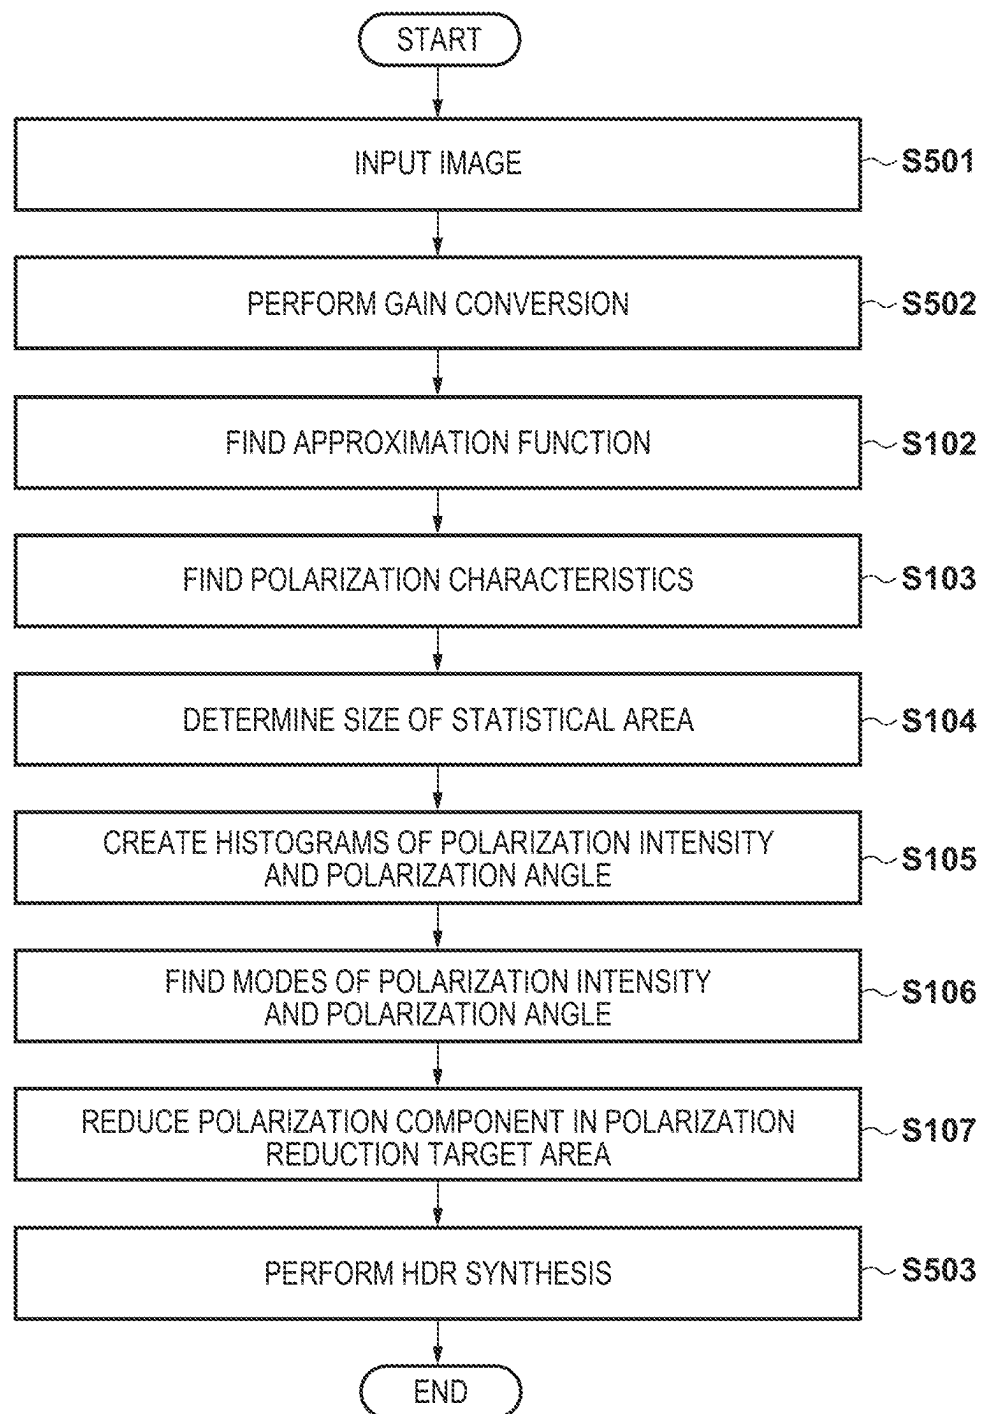 START
INPUT IMAGE
S501
PERFORM GAIN CONVERSION
S502
FIND APPROXIMATION FUNCTION
S102
FIND POLARIZATION CHARACTERISTICS
S103
DETERMINE SIZE OF STATISTICAL AREA
S104
CREATE HISTOGRAMS OF POLARIZATION INTENSITY
AND POLARIZATION ANGLE
S105
FIND MODES OF POLARIZATION INTENSITY
AND POLARIZATION ANGLE
S106
REDUCE POLARIZATION COMPONENT IN POLARIZATION
REDUCTION TARGET AREA
S107
PERFORM HDR SYNTHESIS
S503
END